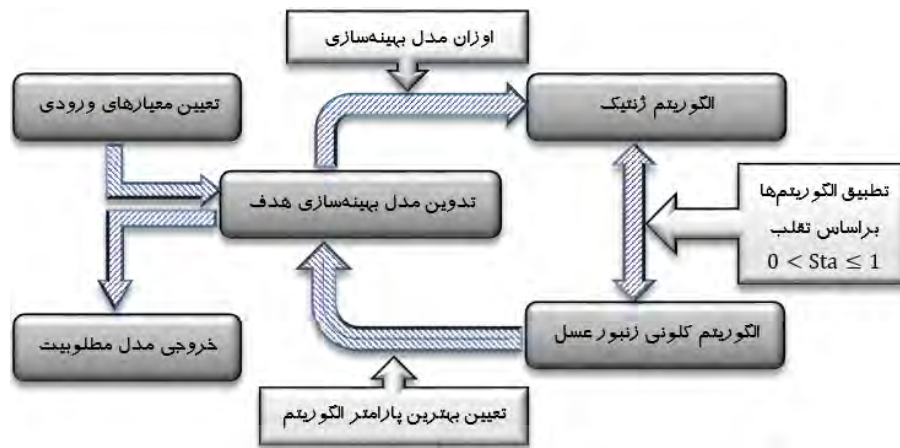 اوزان مدل بهینه‌سازی
تعیین معیارهای ورودی
الگوریتم ژنتیک
تدوین مدل بهینه‌سازی هدف
تطبیق الگوریتم‌ها
براساس تقلب
0 < Sta ≤ 1
خروجی مدل مطلوبیت
الگوریتم کلونی زنبور عسل
تعیین بهترین پارامتر الگوریتم